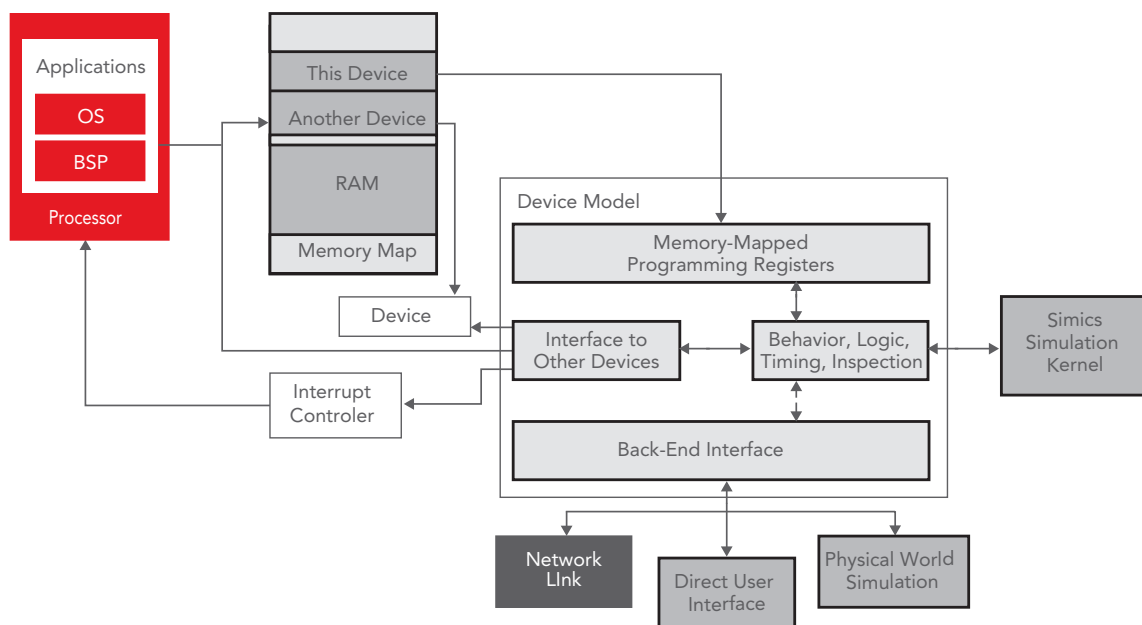 Applications
OS
BSP
Processor
This Device
Another Device
RAM
Memory Map
Device Model
Memory-Mapped
Programming Registers
Device
Interface to
Other Devices
Behavior, Logic,
Timing, Inspection
Simics
Simulation
Kernel
Interrupt
Controler
Back-End Interface
Network
LInk
Direct User
Interface
Physical World
Simulation